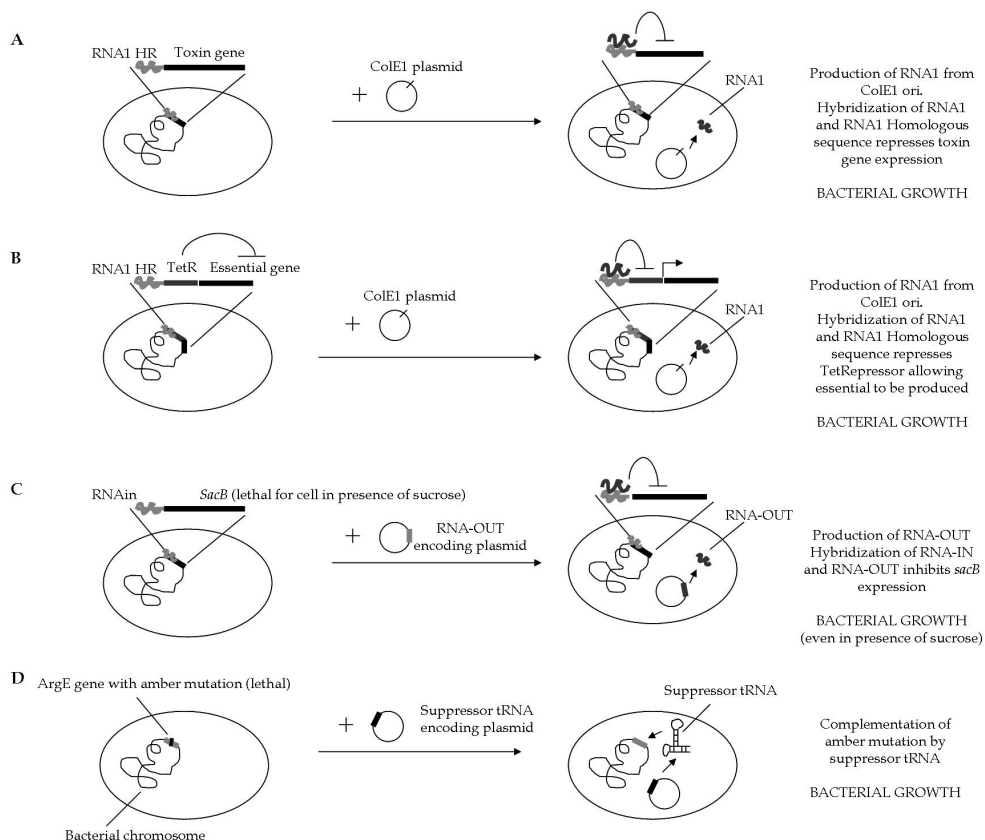 A
RNA1 HR Toxin gene
ColE1 plasmid
+
RNA1
Production of RNA1 from
ColE1 ori.
Hybridization of RNA1
and RNA1 Homologous
sequence represses toxin
gene expression
BACTERIAL GROWTH
B
RNA1 HR TetR Essential gene
ColE1 plasmid
+
RNA1
Production of RNA1 from
ColE1 ori.
Hybridization of RNA1
and RNA1 Homologous
sequence represses
TetRepressor allowing
essential to be produced
BACTERIAL GROWTH
C
RNAin SacB (lethal for cell in presence of sucrose)
+
RNA-OUT
encoding plasmid
RNA-OUT
Production of RNA-OUT
Hybridization of RNA-IN
and RNA-OUT inhibits sacB
expression
BACTERIAL GROWTH
(even in presence of sucrose)
D
ArgE gene with amber mutation (lethal)
+
Suppressor tRNA
encoding plasmid
Suppressor tRNA
Complementation of
amber mutation by
suppressor tRNA
BACTERIAL GROWTH
Bacterial chromosome